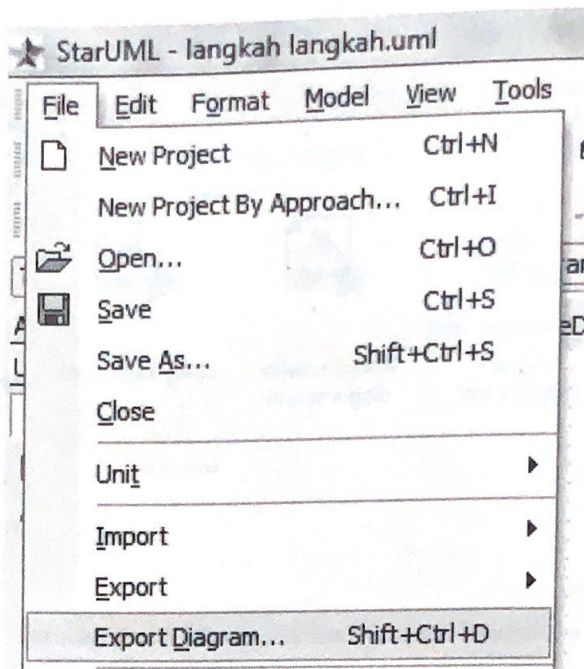 StarUML - langkah langkah.uml
File Edit Format Model View Tools
New Project Ctrl+N
New Project By Approach... Ctrl+I
Open... Ctrl+O
Save Ctrl+S
Save As... Shift+Ctrl+S
Close
Unit
Import
Export
Export Diagram... Shift+Ctrl+D